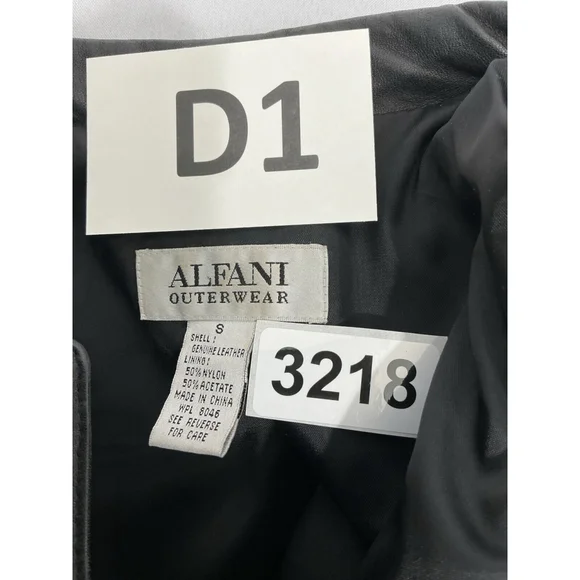 D1
ALFANI
OUTERWEAR
S
SHELL:
GENUINE LEATHER
LINING:
50% NYLON
50% ACETATE
MADE IN CHINA
WPL 8046
SEE REVERSE
FOR CARE
3218